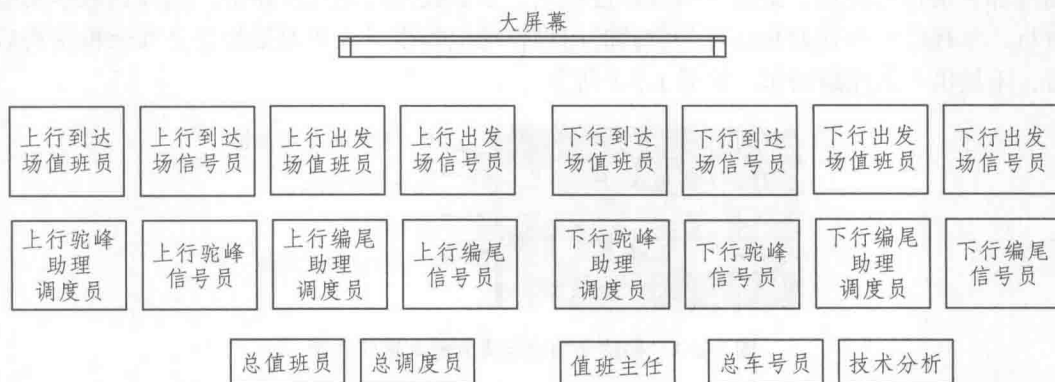 大屏幕
上行到达
场值班员
上行到达
场信号员
上行出发
场值班员
上行出发
场信号员
下行到达
场值班员
下行到达
场信号员
下行出发
场值班员
下行出发
场信号员
上行驼峰
助理
调度员
上行驼峰
信号员
上行编尾
助理
调度员
上行编尾
信号员
下行驼峰
助理
调度员
下行驼峰
信号员
下行编尾
助理
调度员
下行编尾
信号员
总值班员
总调度员
值班主任
总车号员
技术分析